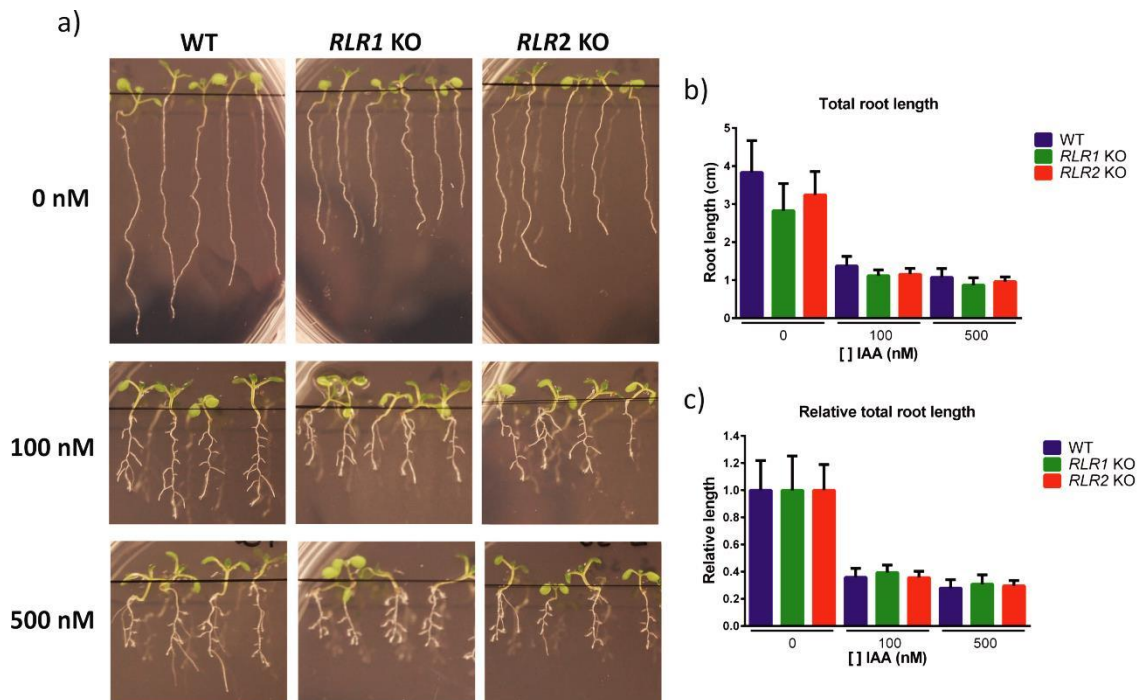 a)
WT
RLR1 KO
RLR2 KO
0 nM
100 nM
500 nM
b)
Total root length
Root length (cm)
5
4
3
2
1
0
0
100
500
[ ] IAA (nM)
WT
RLR1 KO
RLR2 KO
c)
Relative total root length
Relative length
1.4
1.2
1.0
0.8
0.6
0.4
0.2
0.0
0
100
500
[ ] IAA (nM)
WT
RLR1 KO
RLR2 KO